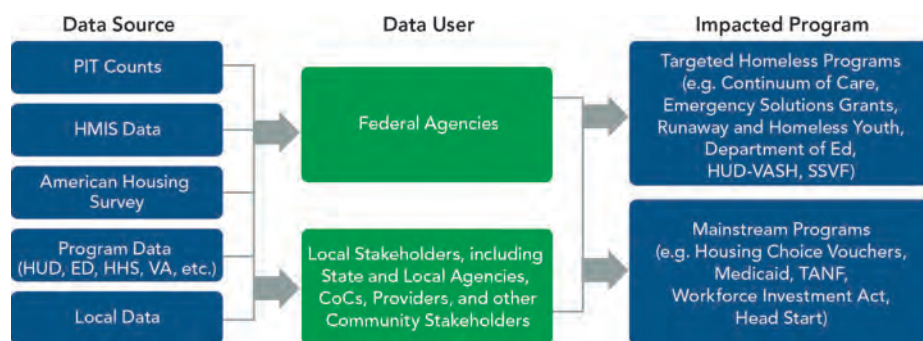 Data Source
PIT Counts
HMIS Data
American Housing
Survey
Program Data
(HUD, ED, HHS, VA, etc.)
Local Data
Data User
Federal Agencies
Local Stakeholders, including
State and Local Agencies,
CoCs, Providers, and other
Community Stakeholders
Impacted Program
Targeted Homeless Programs
(e.g. Continuum of Care,
Emergency Solutions Grants,
Runaway and Homeless Youth,
Department of Ed,
HUD-VASH, SSVF)
Mainstream Programs
(e.g. Housing Choice Vouchers,
Medicaid, TANF,
Workforce Investment Act,
Head Start)